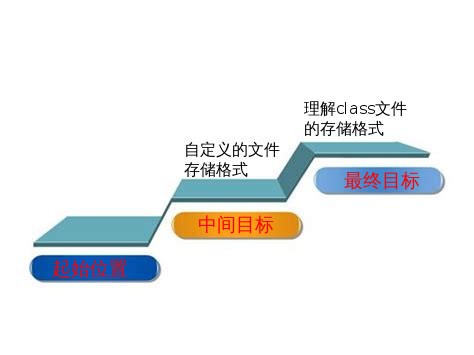 理解class文件
的存储格式
自定义的文件
存储格式
最终目标
中间目标
起始位置